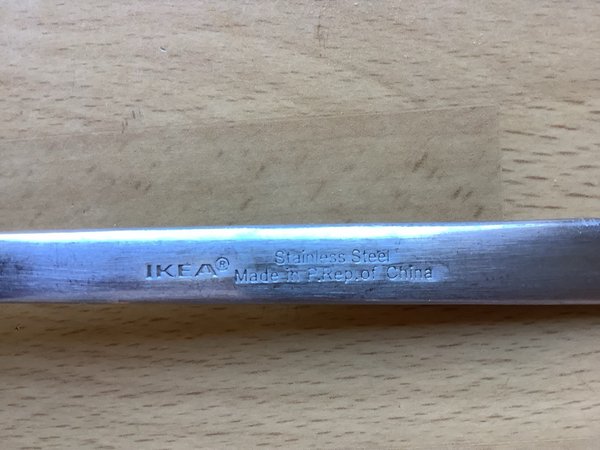 IKEA®
Stainless Steel
Made in P.Rep.of China